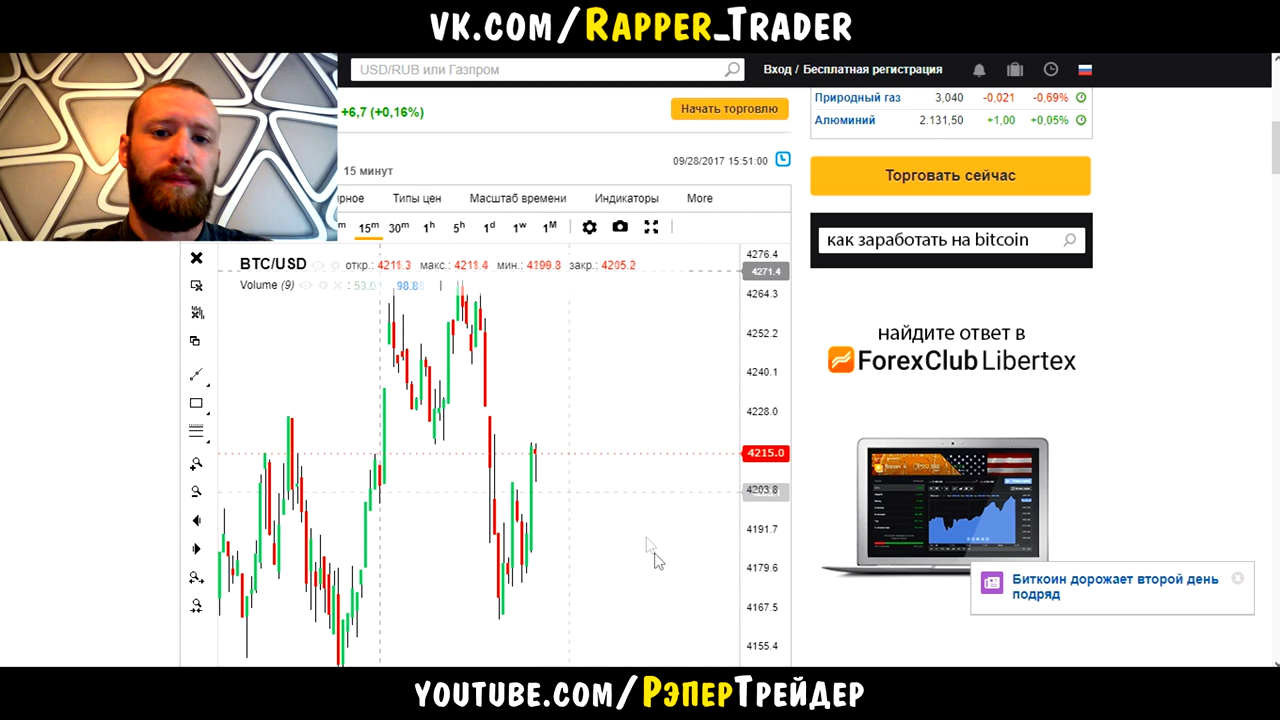 vk.com/Rapper_Trader
USD/RUB или Газпром
Вход / Бесплатная регистрация
Природный газ 3,040 -0,021 -0,69%
+6,7 (+0,16%)
Начать торговлю
Алюминий 2.131,50 +1,00 +0,05%
09/28/2017 15:51:00
15 минут
Торговать сейчас
рное Типы цен Масштаб времени Индикаторы More
m 15m 30m 1h 5h 1d 1w 1M
как заработать на bitcoin
BTC/USD откр.: 4211.3 макс.: 4211.4 мин.: 4199.8 закр.: 4205.2
Volume (9)
4276.4
4271.4
4264.3
4252.2
4240.1
4228.0
4215.0
4203.8
4191.7
4179.6
4167.5
4155.4
найдите ответ в
ForexClub Libertex
Биткоин дорожает второй день
подряд
youtube.com/РэперТрейдер